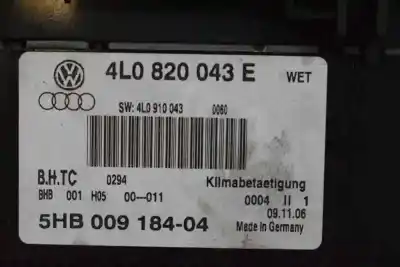 4L0 820 043 E WET
SW: 4L0 910 043 0060
B.H.TC 0294 Klimabetaetigung
BHB 001 H05 00--011 0004 II 1
09.11.06
5HB 009 184-04 Made in Germany